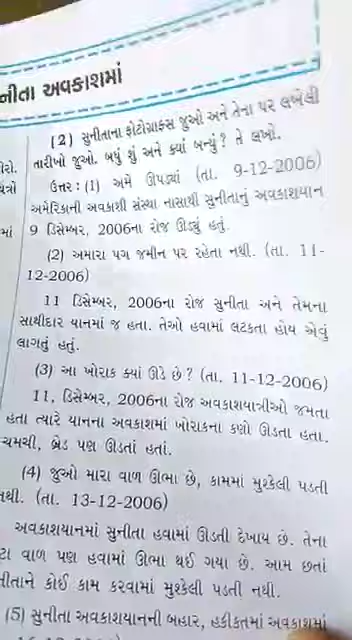 નીતા અવકાશમાં
(2) સુનીતાના ફોટોગ્રાફ્સ જુઓ અને તેના પર લખેલી
તારીખો જુઓ. બધું શું અને ક્યાં બન્યું? તે લખો.
ઉત્તર : (1) અમે ઊપડ્યાં (તા. 9-12-2006)
અમેરિકાની અવકાશી સંસ્થા નાસાથી સુનીતાનું અવકાશયાન
9 ડિસેમ્બર, 2006ના રોજ ઊડ્યું હતું.
(2) અમારા પગ જમીન પર રહેતા નથી. (તા. 11-
12-2006)
11 ડિસેમ્બર, 2006ના રોજ સુનીતા અને તેમના
સાથીદાર યાનમાં જ હતા. તેઓ હવામાં લટકતા હોય એવું
લાગતું હતું.
(3) આ ખોરાક ક્યાં ઊડે છે? (તા. 11-12-2006)
11, ડિસેમ્બર, 2006ના રોજ અવકાશયાત્રીઓ જમતા
હતા ત્યારે યાનના અવકાશમાં ખોરાકના કણો ઊડતા હતા.
ચમચી, બ્રેડ પણ ઊડતાં હતાં.
(4) જુઓ મારા વાળ ઊભા છે, કામમાં મુશ્કેલી પડતી
નથી. (તા. 13-12-2006)
અવકાશયાનમાં સુનીતા હવામાં ઊડતી દેખાય છે. તેના
ટા વાળ પણ હવામાં ઊભા થઈ ગયા છે. આમ છતાં
નીતાને કોઈ કામ કરવામાં મુશ્કેલી પડતી નથી.
(5) સુનીતા અવકાશયાનની બહાર, હકીકતમાં અવકાશમાં